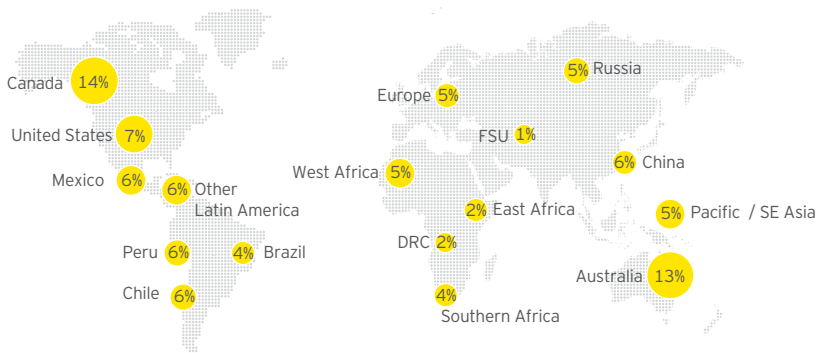 Canada 14%
United States 7%
Mexico 6%
6% Other
Latin America
Peru 6%
4% Brazil
Chile 6%
5% Russia
Europe 5%
FSU 1%
6% China
West Africa 5%
2% East Africa
5% Pacific / SE Asia
DRC 2%
Australia 13%
4%
Southern Africa